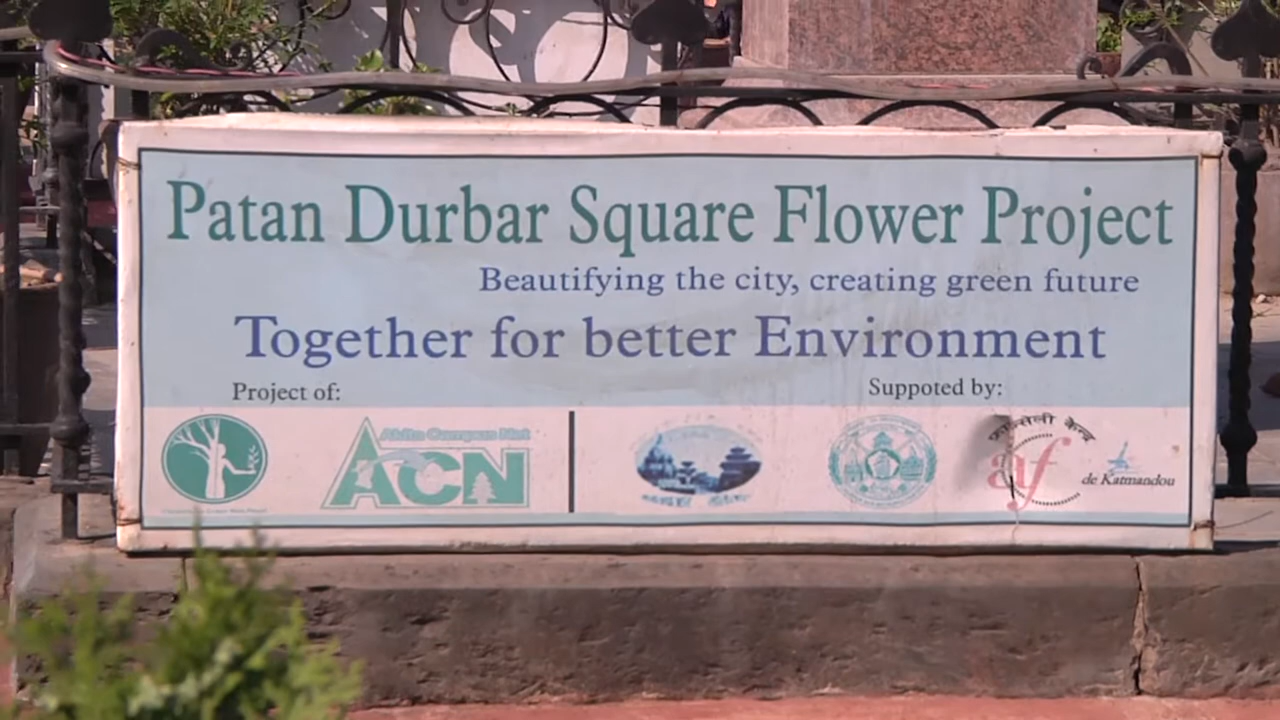 Patan Durbar Square Flower Project
Beautifying the city, creating green future
Together for better Environment
Project of:
Suppoted by:
ACN
फ्रान्सेली केन्द्र
af
de Katmandou